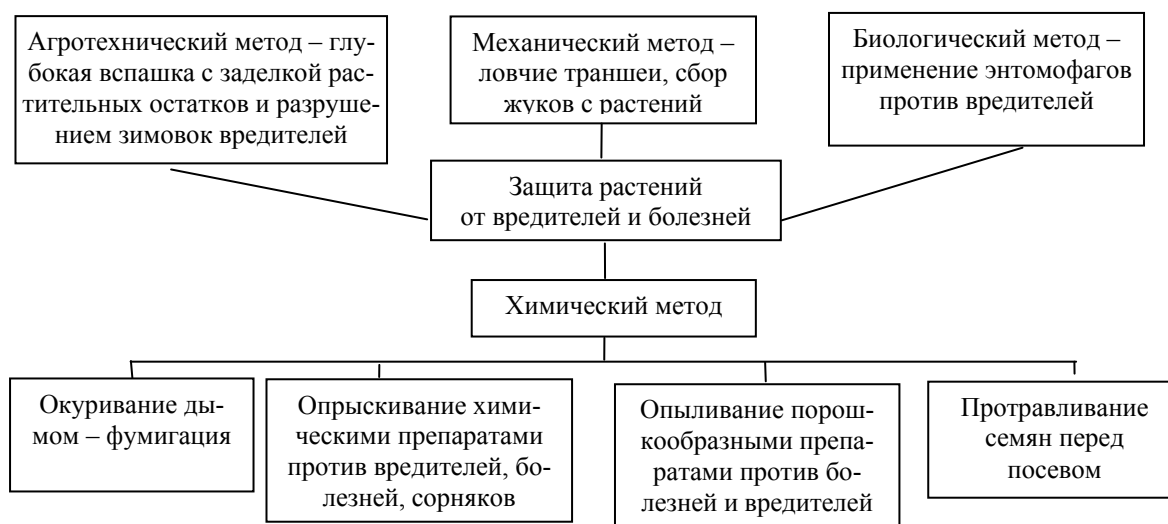 Агротехнический метод – глу-
бокая вспашка с заделкой рас-
тительных остатков и разруше-
нием зимовок вредителей
Механический метод –
ловчие траншеи, сбор
жуков с растений
Биологический метод –
применение энтомофагов
против вредителей
Защита растений
от вредителей и болезней
Химический метод
Окуривание ды-
мом – фумигация
Опрыскивание хими-
ческими препаратами
против вредителей, бо-
лезней, сорняков
Опыливание порош-
кообразными препа-
ратами против бо-
лезней и вредителей
Протравливание
семян перед
посевом